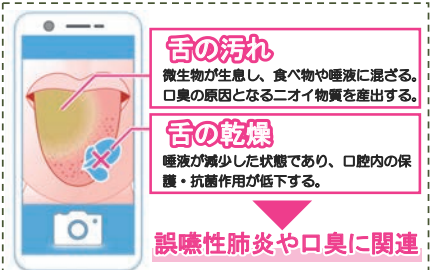 舌の汚れ
微生物が生息し、食べ物や唾液に混ざる。
口臭の原因となるニオイ物質を産出する。
舌の乾燥
唾液が減少した状態であり、口腔内の保
護・抗菌作用が低下する。
誤嚥性肺炎や口臭に関連